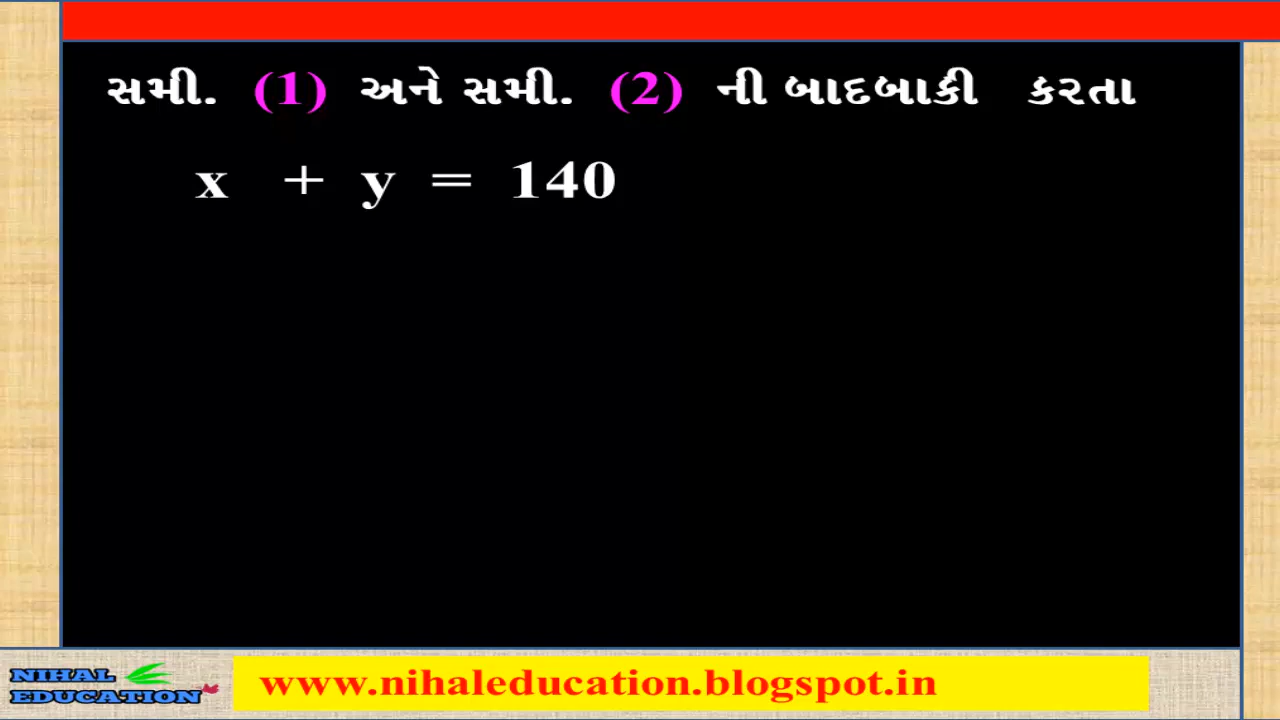 સમી. (1) અને સમી. (2) ની બાદબાકી કરતા
x + y = 140
NIHAL
EDUCATION
www.nihaleducation.blogspot.in